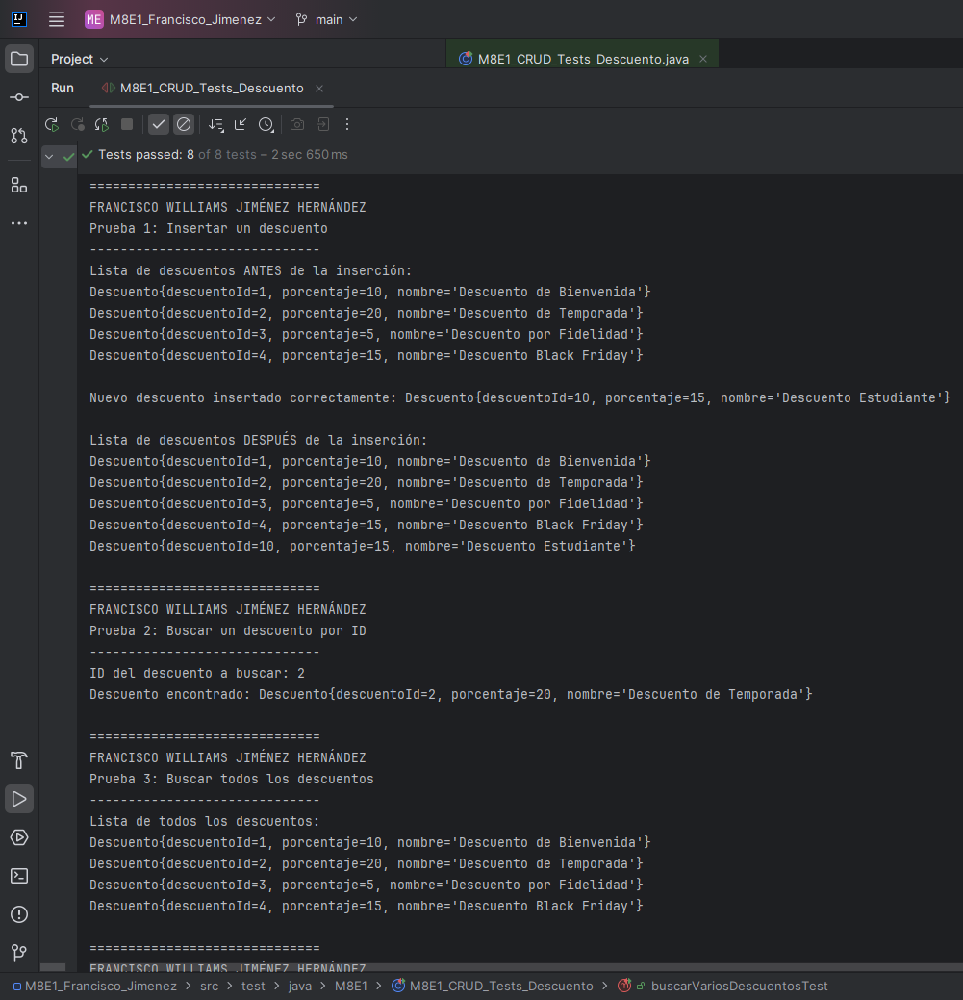 ME M8E1_Francisco_Jimenez main
Project M8E1_CRUD_Tests_Descuento.java
Run M8E1_CRUD_Tests_Descuento
Tests passed: 8 of 8 tests – 2 sec 650 ms
==============================
FRANCISCO WILLIAMS JIMÉNEZ HERNÁNDEZ
Prueba 1: Insertar un descuento
------------------------------
Lista de descuentos ANTES de la inserción:
Descuento{descuentoId=1, porcentaje=10, nombre='Descuento de Bienvenida'}
Descuento{descuentoId=2, porcentaje=20, nombre='Descuento de Temporada'}
Descuento{descuentoId=3, porcentaje=5, nombre='Descuento por Fidelidad'}
Descuento{descuentoId=4, porcentaje=15, nombre='Descuento Black Friday'}
Nuevo descuento insertado correctamente: Descuento{descuentoId=10, porcentaje=15, nombre='Descuento Estudiante'}
Lista de descuentos DESPUÉS de la inserción:
Descuento{descuentoId=1, porcentaje=10, nombre='Descuento de Bienvenida'}
Descuento{descuentoId=2, porcentaje=20, nombre='Descuento de Temporada'}
Descuento{descuentoId=3, porcentaje=5, nombre='Descuento por Fidelidad'}
Descuento{descuentoId=4, porcentaje=15, nombre='Descuento Black Friday'}
Descuento{descuentoId=10, porcentaje=15, nombre='Descuento Estudiante'}
==============================
FRANCISCO WILLIAMS JIMÉNEZ HERNÁNDEZ
Prueba 2: Buscar un descuento por ID
------------------------------
ID del descuento a buscar: 2
Descuento encontrado: Descuento{descuentoId=2, porcentaje=20, nombre='Descuento de Temporada'}
==============================
FRANCISCO WILLIAMS JIMÉNEZ HERNÁNDEZ
Prueba 3: Buscar todos los descuentos
------------------------------
Lista de todos los descuentos:
Descuento{descuentoId=1, porcentaje=10, nombre='Descuento de Bienvenida'}
Descuento{descuentoId=2, porcentaje=20, nombre='Descuento de Temporada'}
Descuento{descuentoId=3, porcentaje=5, nombre='Descuento por Fidelidad'}
Descuento{descuentoId=4, porcentaje=15, nombre='Descuento Black Friday'}
==============================
FRANCISCO WILLIAMS JIMÉNEZ HERNÁNDEZ
M8E1_Francisco_Jimenez > src > test > java > M8E1 > M8E1_CRUD_Tests_Descuento > buscarVariosDescuentosTest